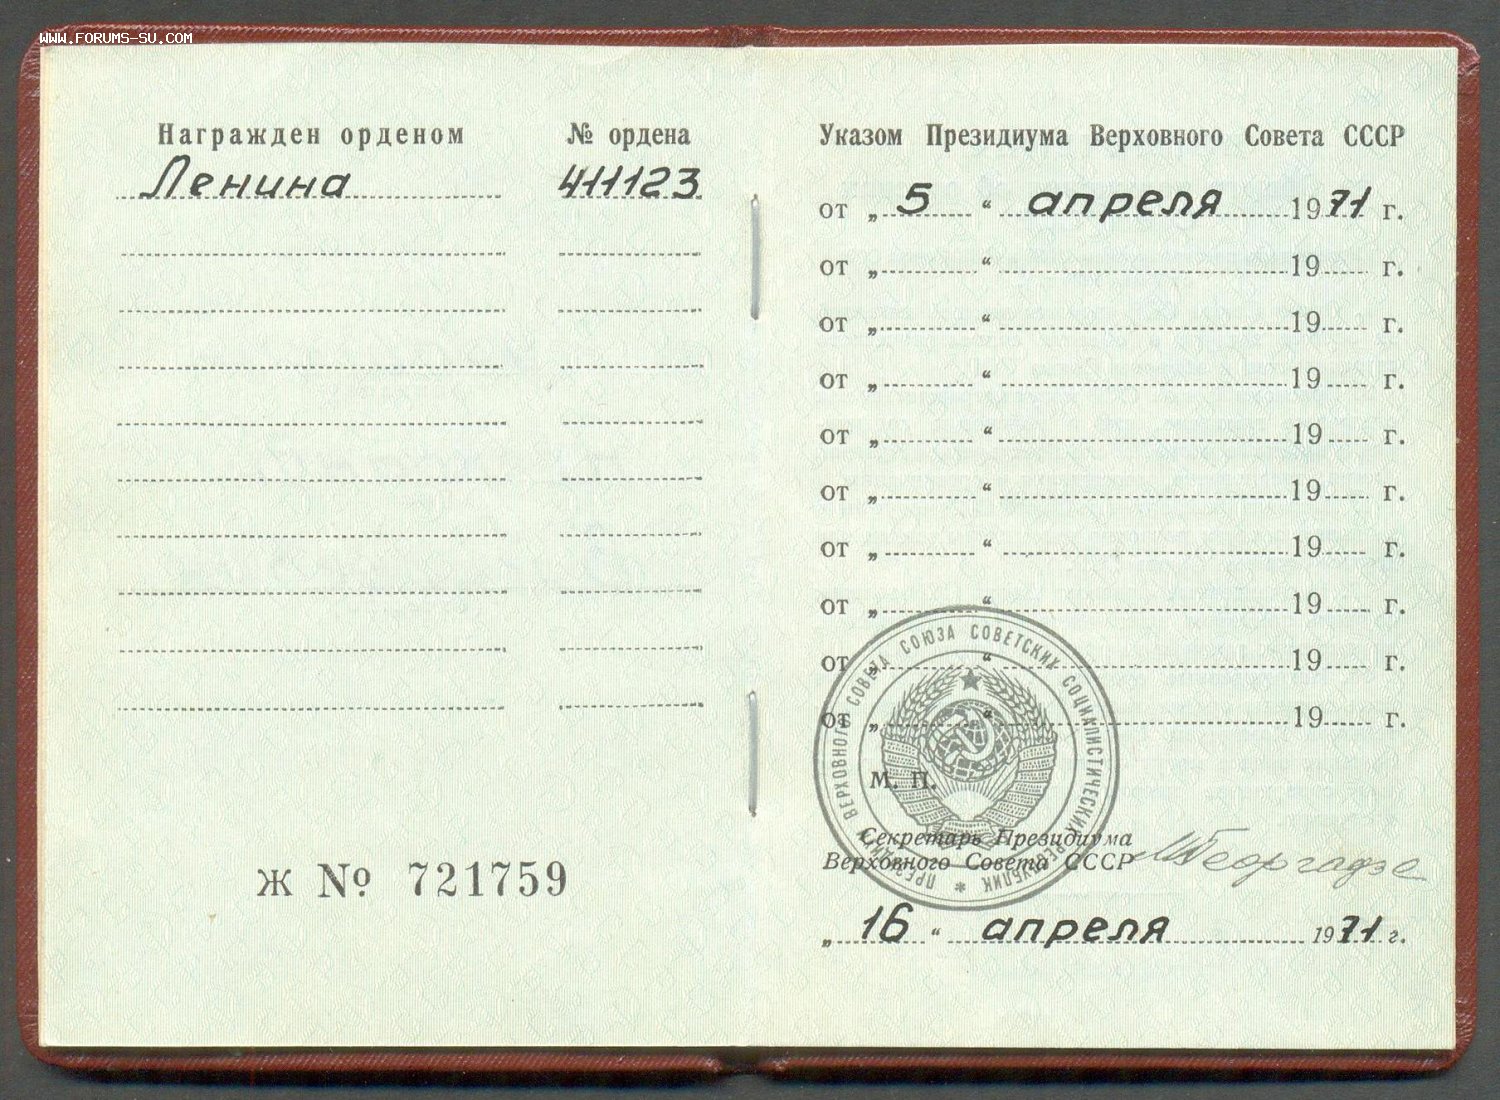 WWW.FORUMS-SU.COM
Награжден орденом № ордена
Ленина 411123
Указом Президиума Верховного Совета СССР
от „ 5 “ апреля 1971 г.
от „ “ 19 г.
от „ “ 19 г.
от „ “ 19 г.
от „ “ 19 г.
от „ “ 19 г.
от „ “ 19 г.
от „ “ 19 г.
от „ “ 19 г.
от „ “ 19 г.
ПРЕЗИДИУМ ВЕРХОВНОГО СОВЕТА СОЮЗА СОВЕТСКИХ СОЦИАЛИСТИЧЕСКИХ РЕСПУБЛИК *
М. П.
Секретарь Президиума
Верховного Совета СССР МГеоргадзе
„ 16 “ апреля 1971 г.
Ж № 721759